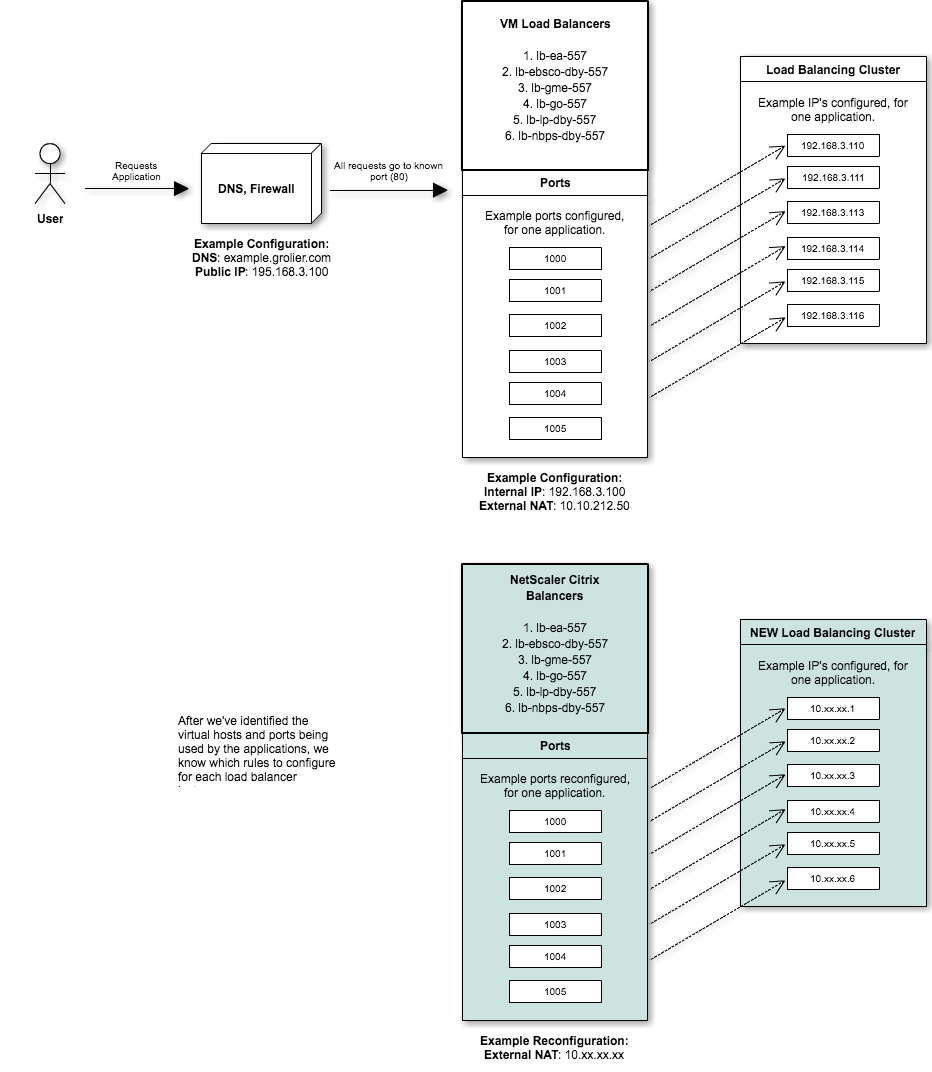 VM Load Balancers
1. lb-ea-557
2. lb-ebsco-dby-557
3. lb-gme-557
4. lb-go-557
5. lb-lp-dby-557
6. lb-nbps-dby-557
Load Balancing Cluster
Example IP's configured, for
one application.
192.168.3.110
192.168.3.111
192.168.3.113
192.168.3.114
192.168.3.115
192.168.3.116
User
Requests
Application
DNS, Firewall
All requests go to known
port (80)
Example Configuration:
DNS: example.grolier.com
Public IP: 195.168.3.100
Ports
Example ports configured,
for one application.
1000
1001
1002
1003
1004
1005
Example Configuration:
Internal IP: 192.168.3.100
External NAT: 10.10.212.50
NetScaler Citrix
Balancers
1. lb-ea-557
2. lb-ebsco-dby-557
3. lb-gme-557
4. lb-go-557
5. lb-lp-dby-557
6. lb-nbps-dby-557
NEW Load Balancing Cluster
Example IP's configured, for
one application.
10.xx.xx.1
10.xx.xx.2
10.xx.xx.3
10.xx.xx.4
10.xx.xx.5
10.xx.xx.6
After we've identified the
virtual hosts and ports being
used by the applications, we
know which rules to configure
for each load balancer
Ports
Example ports reconfigured,
for one application.
1000
1001
1002
1003
1004
1005
Example Reconfiguration:
External NAT: 10.xx.xx.xx